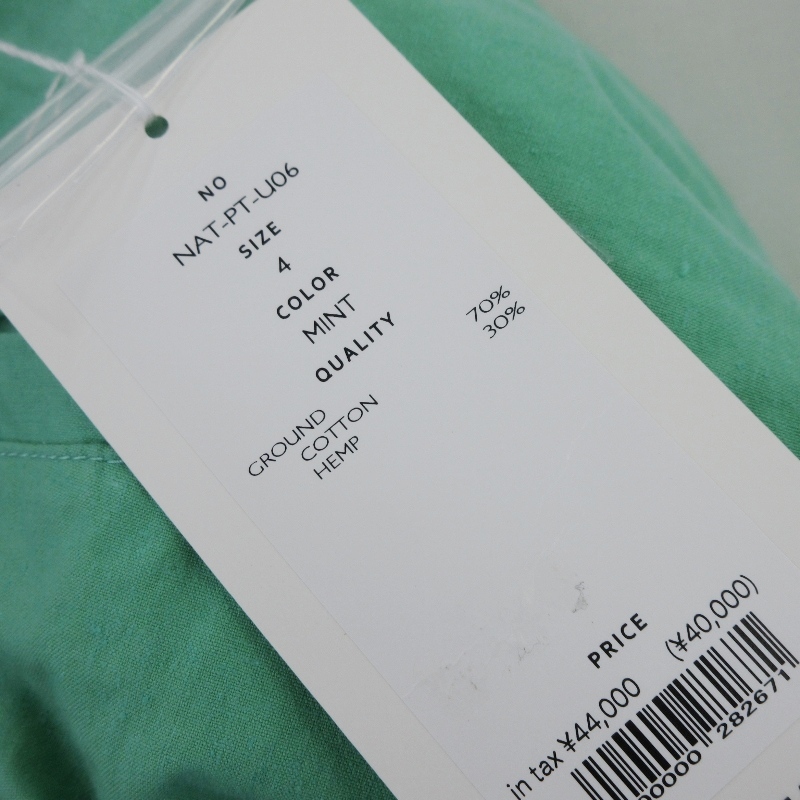 NO
NAT-PT-U06
SIZE
4
COLOR
MINT
QUALITY
GROUND
COTTON 70%
HEMP 30%
PRICE
in tax ¥44,000 (¥40,000)
282671